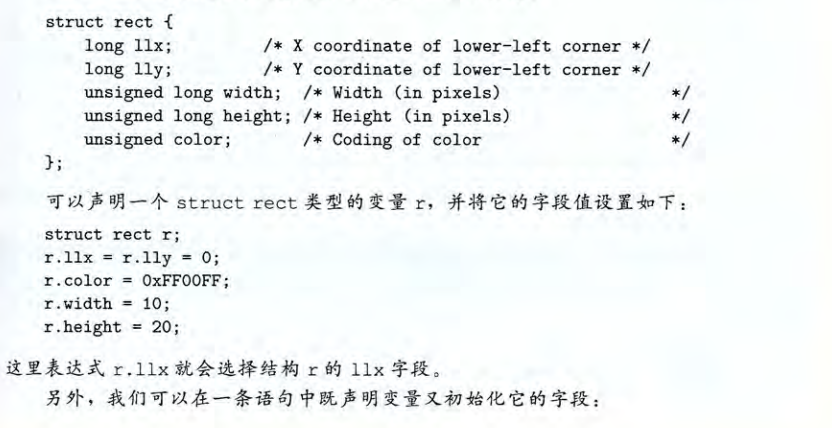 struct rect {
    long llx;            /* X coordinate of lower-left corner */
    long lly;            /* Y coordinate of lower-left corner */
    unsigned long width;  /* Width (in pixels)                 */
    unsigned long height; /* Height (in pixels)                */
    unsigned color;       /* Coding of color                   */
};
可以声明一个 struct rect 类型的变量 r，并将它的字段值设置如下：
struct rect r;
r.llx = r.lly = 0;
r.color = 0xFF00FF;
r.width = 10;
r.height = 20;
这里表达式 r.llx 就会选择结构 r 的 llx 字段。
另外，我们可以在一条语句中既声明变量又初始化它的字段：